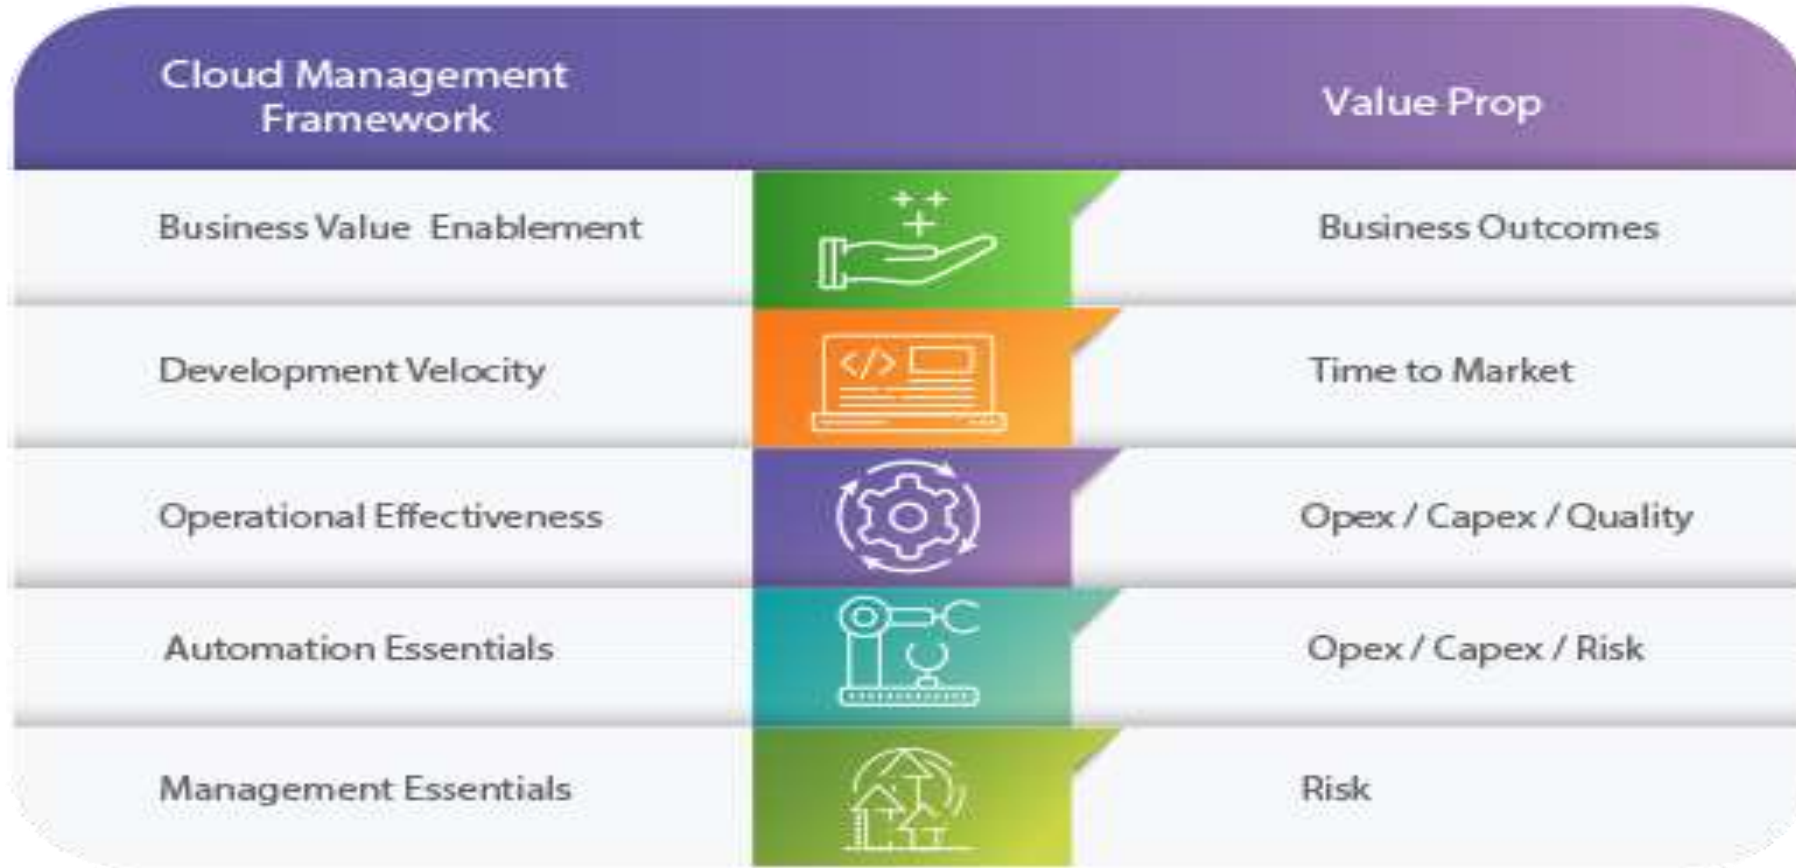 Cloud Management
Framework
Value Prop
Business Value Enablement
Business Outcomes
</>
Development Velocity
Time to Market
Operational Effectiveness
Opex / Capex / Quality
Automation Essentials
Opex / Capex / Risk
Management Essentials
Risk